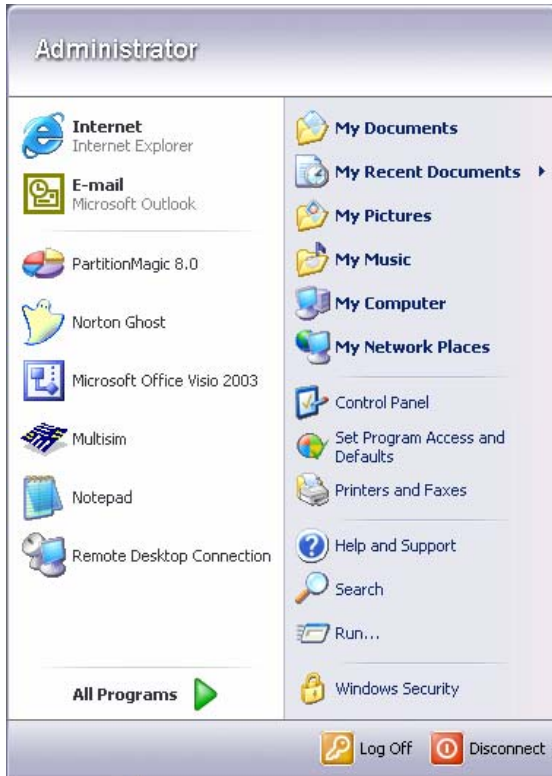 Administrator
Internet
Internet Explorer
E-mail
Microsoft Outlook
PartitionMagic 8.0
Norton Ghost
Microsoft Office Visio 2003
Multisim
Notepad
Remote Desktop Connection
All Programs
My Documents
My Recent Documents
My Pictures
My Music
My Computer
My Network Places
Control Panel
Set Program Access and
Defaults
Printers and Faxes
Help and Support
Search
Run...
Windows Security
Log Off
Disconnect